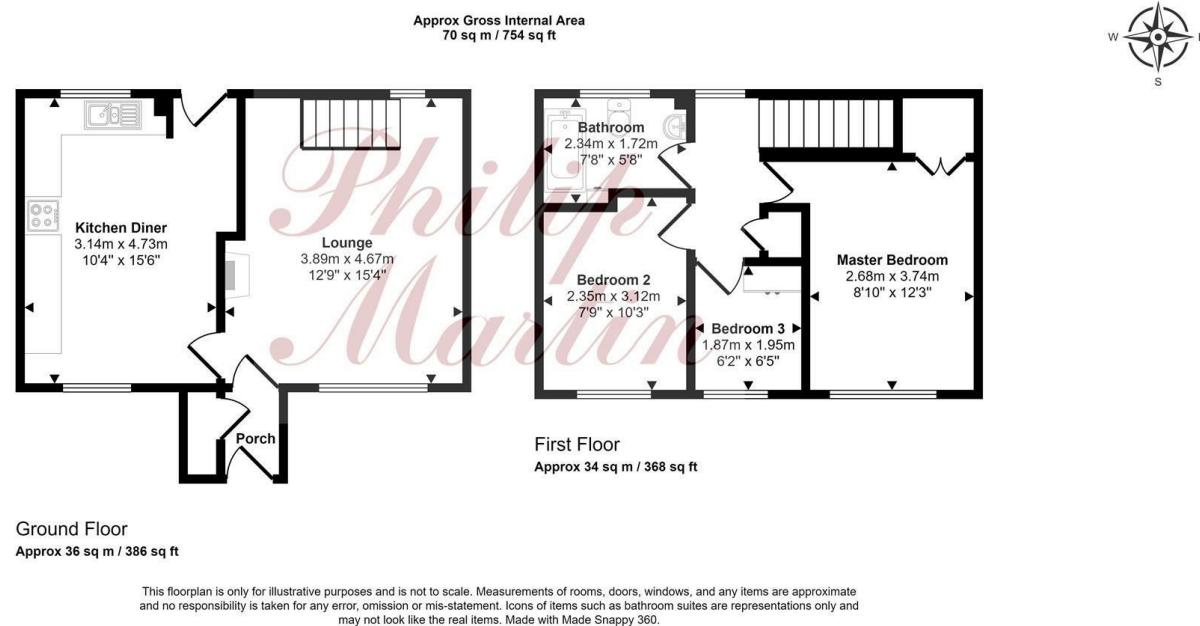 Approx Gross Internal Area
70 sq m / 754 sq ft
W
S
Kitchen Diner
3.14m x 4.73m
10'4" x 15'6"
Lounge
3.89m x 4.67m
12'9" x 15'4"
Porch
Ground Floor
Approx 36 sq m / 386 sq ft
Bathroom
2.34m x 1.72m
7'8" x 5'8"
Bedroom 2
2.35m x 3.12m
7'9" x 10'3"
Bedroom 3
1.87m x 1.95m
6'2" x 6'5"
Master Bedroom
2.68m x 3.74m
8'10" x 12'3"
First Floor
Approx 34 sq m / 368 sq ft
Philip
Martin
This floorplan is only for illustrative purposes and is not to scale. Measurements of rooms, doors, windows, and any items are approximate
and no responsibility is taken for any error, omission or mis-statement. Icons of items such as bathroom suites are representations only and
may not look like the real items. Made with Made Snappy 360.